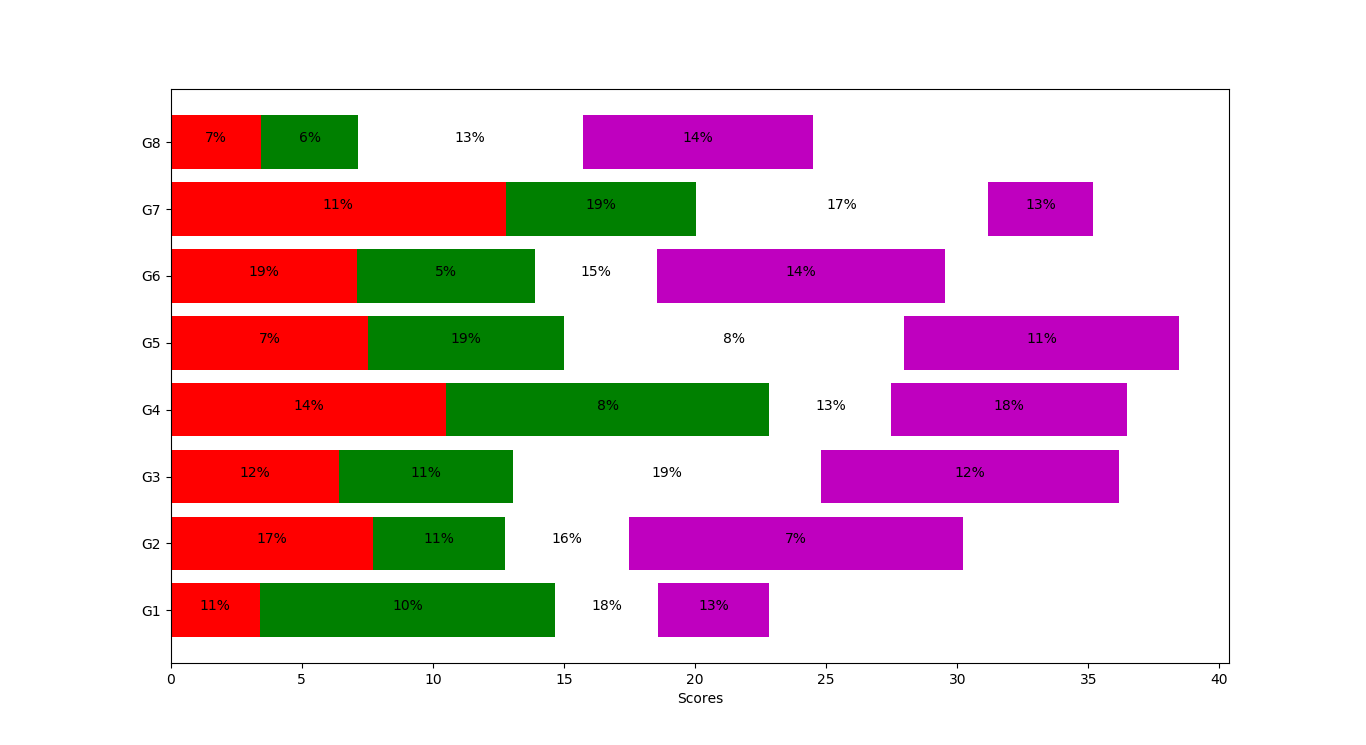 G8 7% 6% 13% 14%
G7 11% 19% 17% 13%
G6 19% 5% 15% 14%
G5 7% 19% 8% 11%
G4 14% 8% 13% 18%
G3 12% 11% 19% 12%
G2 17% 11% 16% 7%
G1 11% 10% 18% 13%
0 5 10 15 20 25 30 35 40
Scores